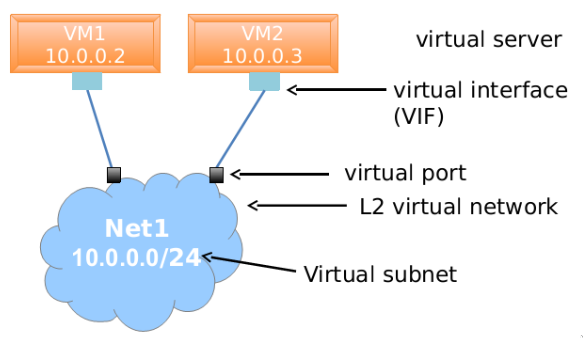 VM1
10.0.0.2
VM2
10.0.0.3
virtual server
virtual interface
(VIF)
virtual port
L2 virtual network
Net1
10.0.0.0/24
Virtual subnet